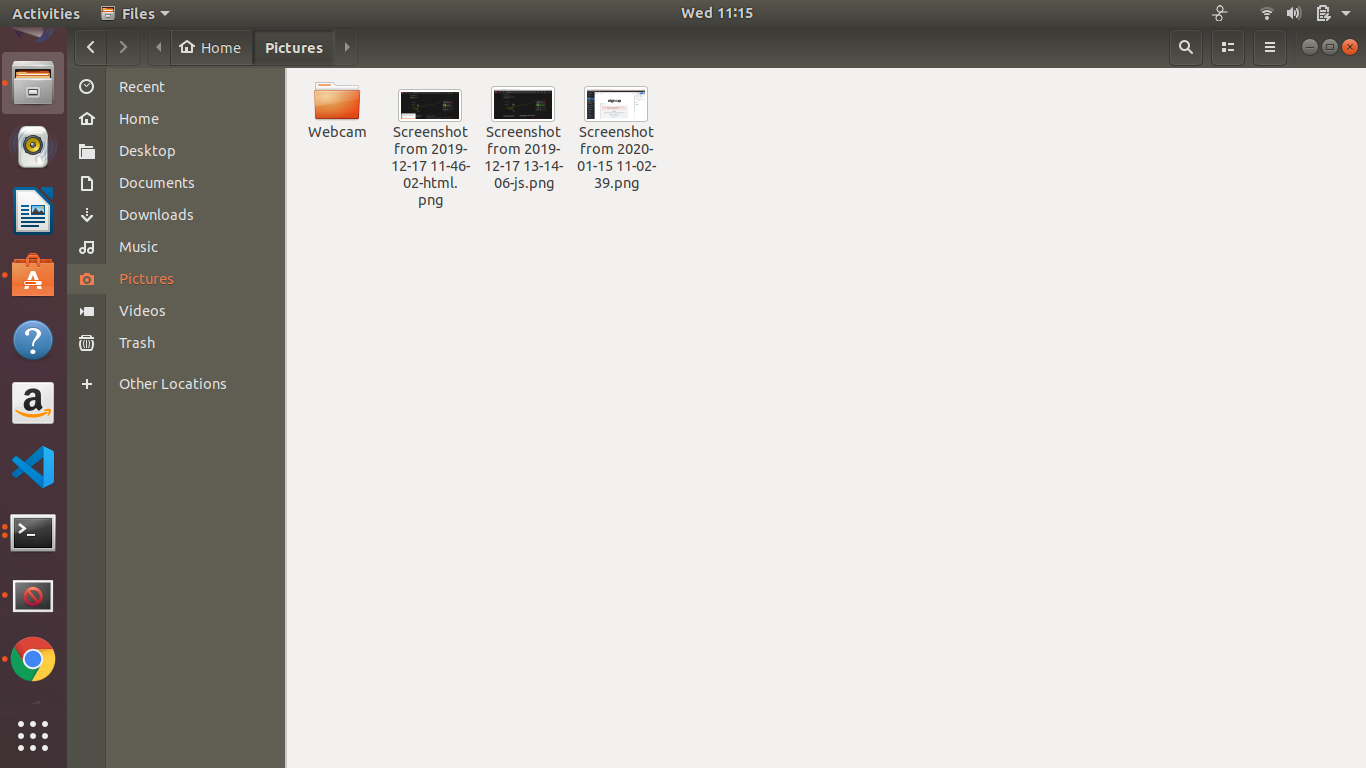 Activities Files Wed 11:15
Home Pictures
Recent
Home
Desktop
Documents
Downloads
Music
Pictures
Videos
Trash
Other Locations
Webcam
Screenshot
from 2019-
12-17 11-46-
02-html.
png
Screenshot
from 2019-
12-17 13-14-
06-js.png
Screenshot
from 2020-
01-15 11-02-
39.png